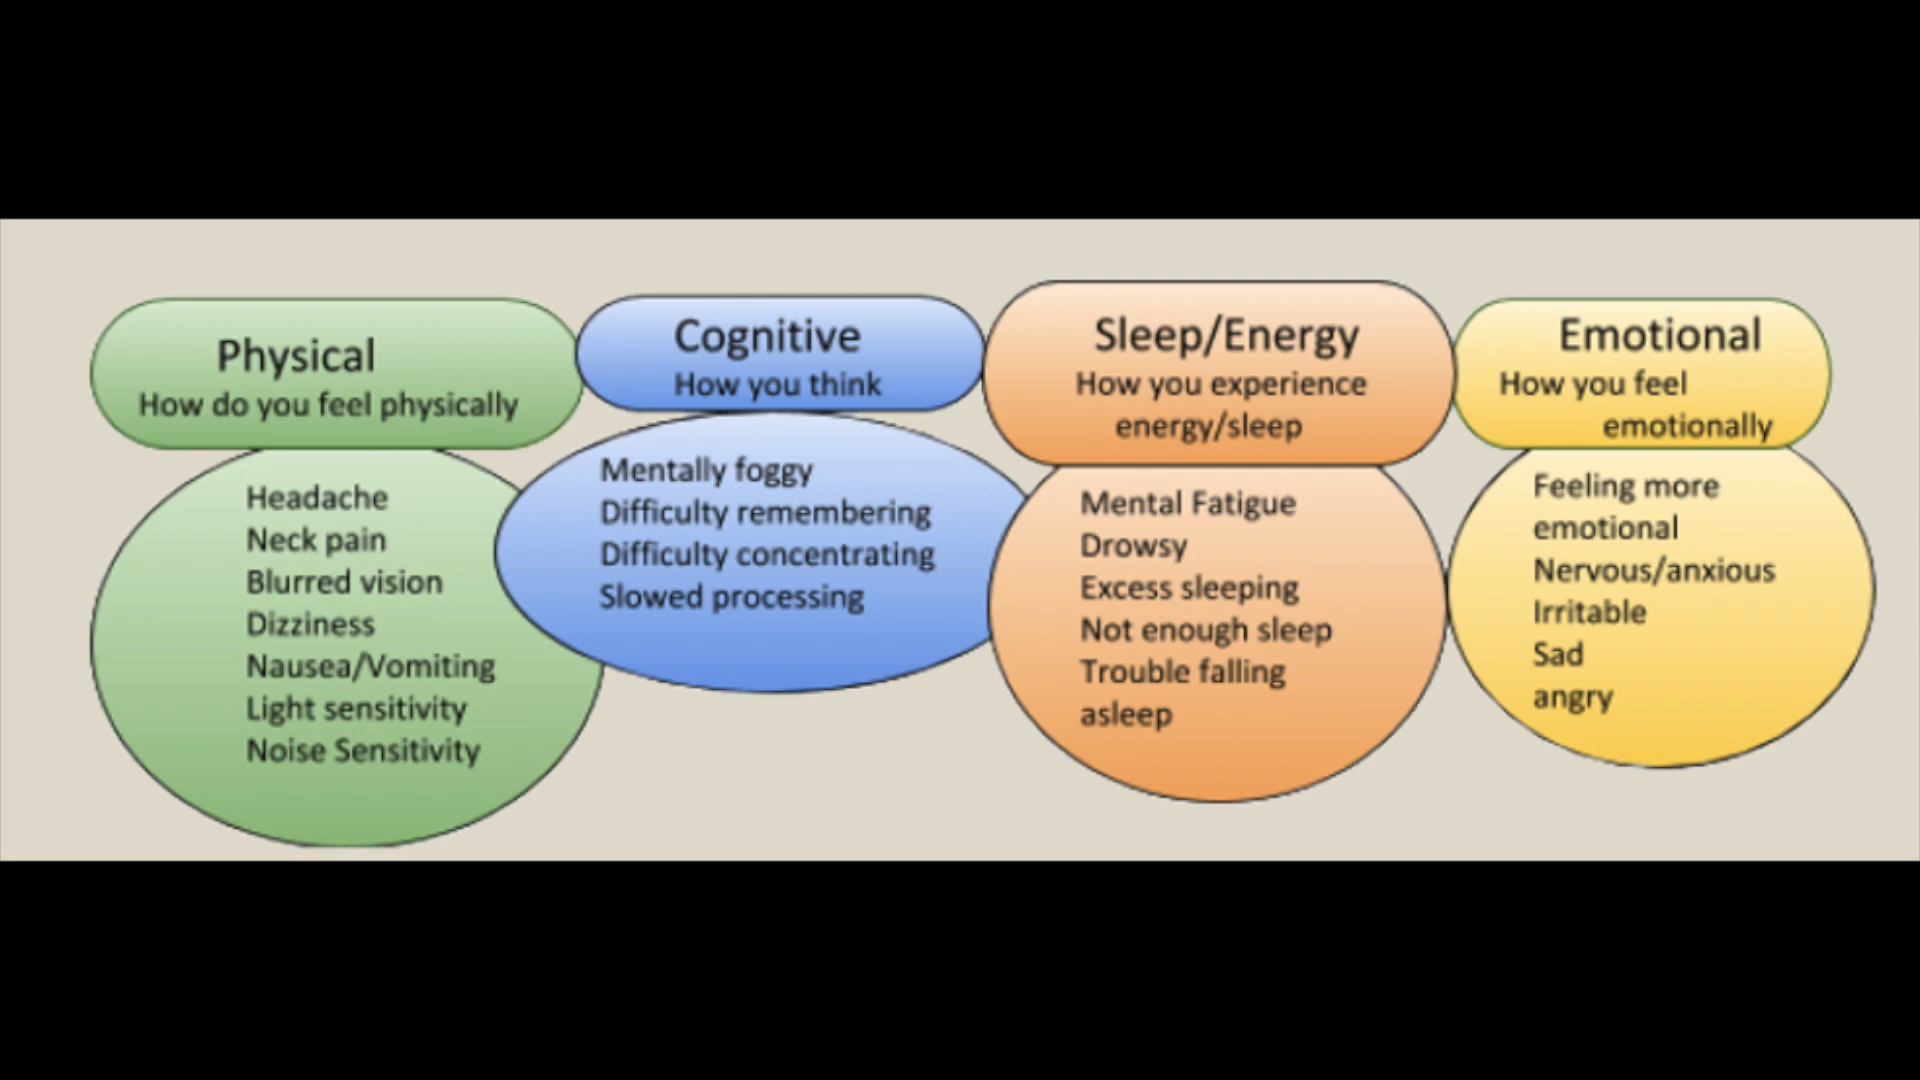 Physical
How do you feel physically
Headache
Neck pain
Blurred vision
Dizziness
Nausea/Vomiting
Light sensitivity
Noise Sensitivity
Cognitive
How you think
Mentally foggy
Difficulty remembering
Difficulty concentrating
Slowed processing
Sleep/Energy
How you experience
energy/sleep
Mental Fatigue
Drowsy
Excess sleeping
Not enough sleep
Trouble falling
asleep
Emotional
How you feel
emotionally
Feeling more
emotional
Nervous/anxious
Irritable
Sad
angry